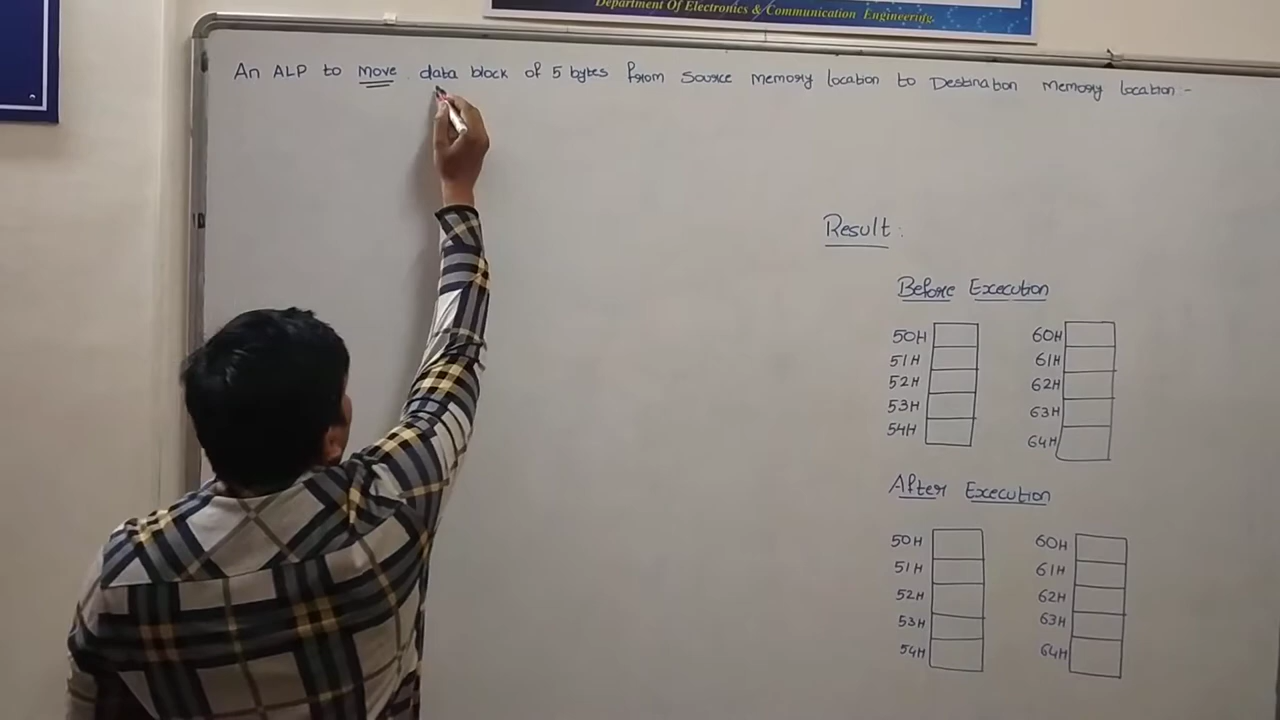 Department Of Electronics & Communication Engineering.
An ALP to Move data block of 5 bytes from Source Memory location to Destination Memory location -
Result :
Before Execution
50H 60H
51H 61H
52H 62H
53H 63H
54H 64H
After Execution
50H 60H
51H 61H
52H 62H
53H 63H
54H 64H